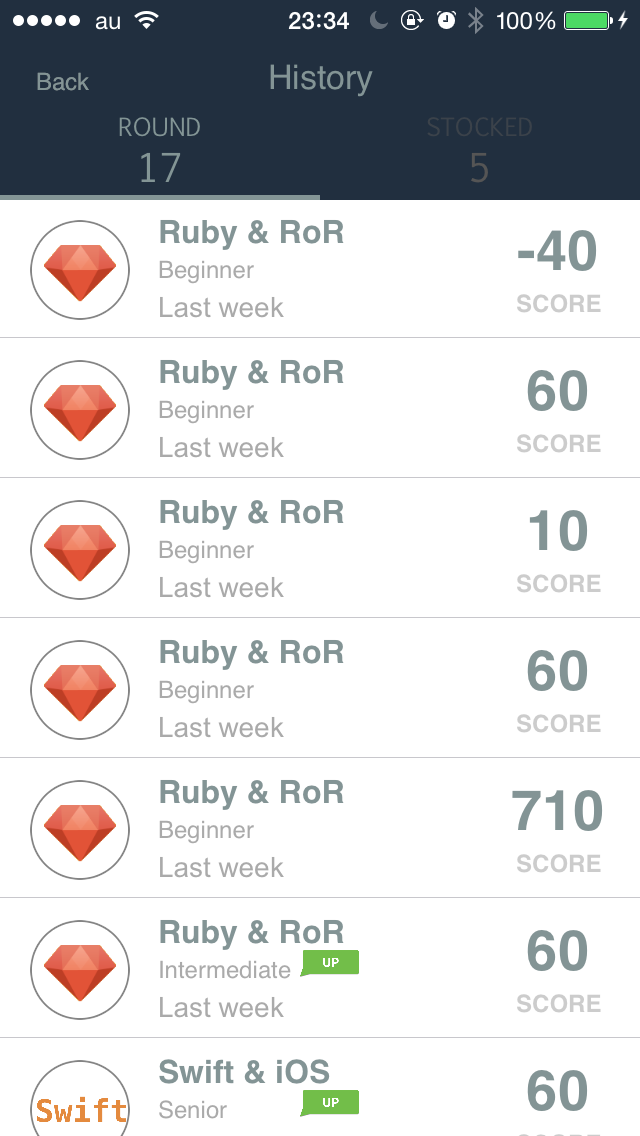 au 23:34 100%
Back History
ROUND STOCKED
17 5
Ruby & RoR
Beginner
Last week
-40
SCORE
Ruby & RoR
Beginner
Last week
60
SCORE
Ruby & RoR
Beginner
Last week
10
SCORE
Ruby & RoR
Beginner
Last week
60
SCORE
Ruby & RoR
Beginner
Last week
710
SCORE
Ruby & RoR
Intermediate UP
Last week
60
SCORE
Swift
Swift & iOS
Senior UP
60